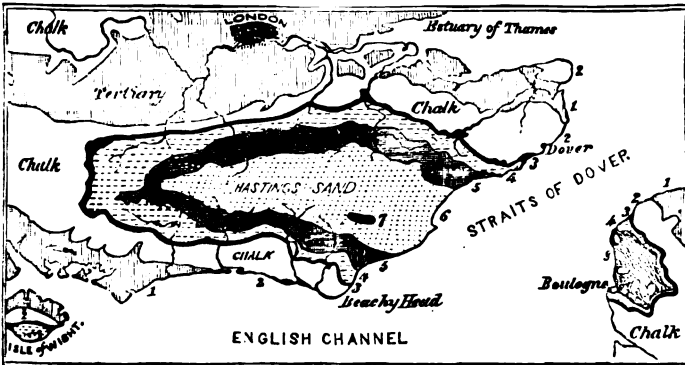 LONDON
Chalk
Estuary of Thames
2
Tertiary
Chalk
1
2
Dover
3
4
Chalk
5
HASTINGS SAND
STRAITS OF DOVER.
6
1
2
3
4
7
5
5
CHALK
4
3
Boulogne
1
2
Beachy Head
Chalk
ISLE of WIGHT.
ENGLISH CHANNEL